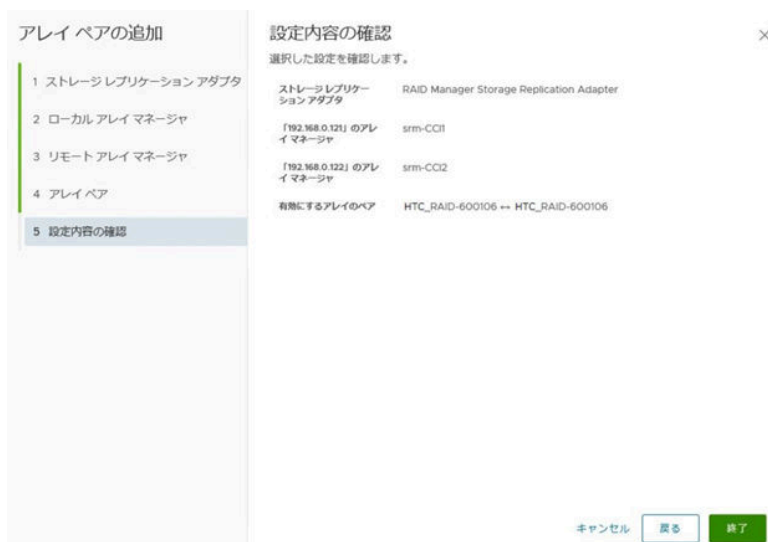 アレイ ペアの追加
1 ストレージ レプリケーション アダプタ
2 ローカル アレイ マネージャ
3 リモート アレイ マネージャ
4 アレイ ペア
5 設定内容の確認
設定内容の確認
選択した設定を確認します。
ストレージ レプリケー
ション アダプタ
RAID Manager Storage Replication Adapter
「192.168.0.121」のアレ
イ マネージャ
srm-CCI1
「192.168.0.122」のアレ
イ マネージャ
srm-CCI2
有効にするアレイのペア
HTC_RAID-600106 ↔ HTC_RAID-600106
キャンセル
戻る
終了